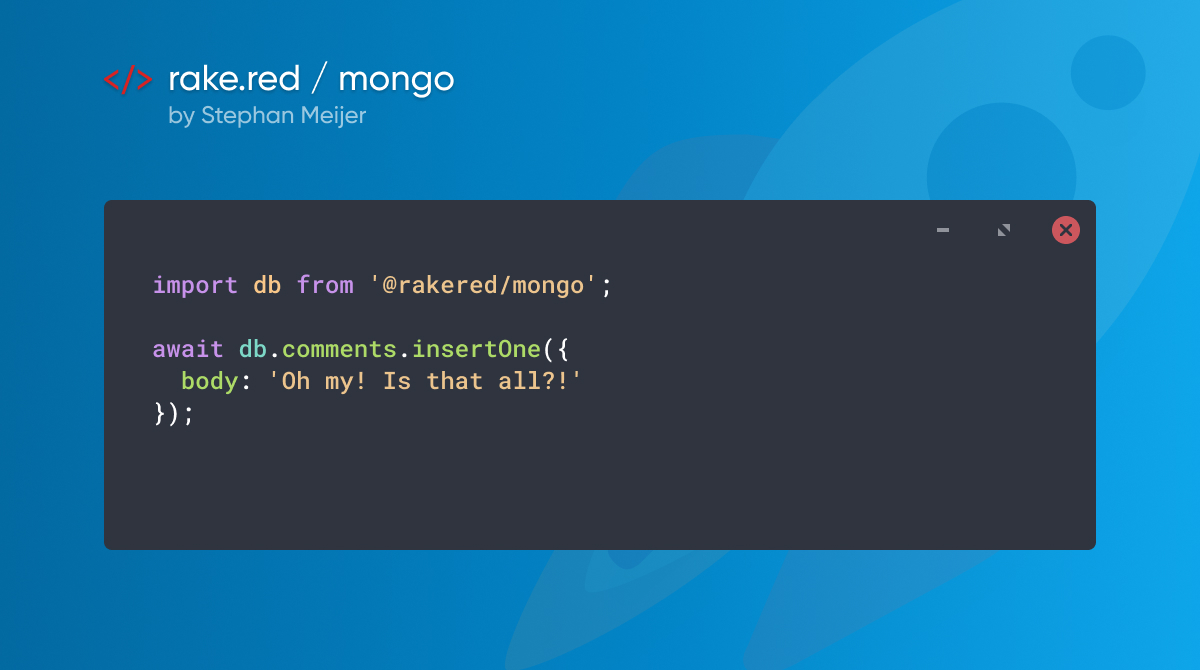 </> rake.red / mongo
by Stephan Meijer
import db from '@rakered/mongo';
await db.comments.insertOne({
  body: 'Oh my! Is that all?!'
});